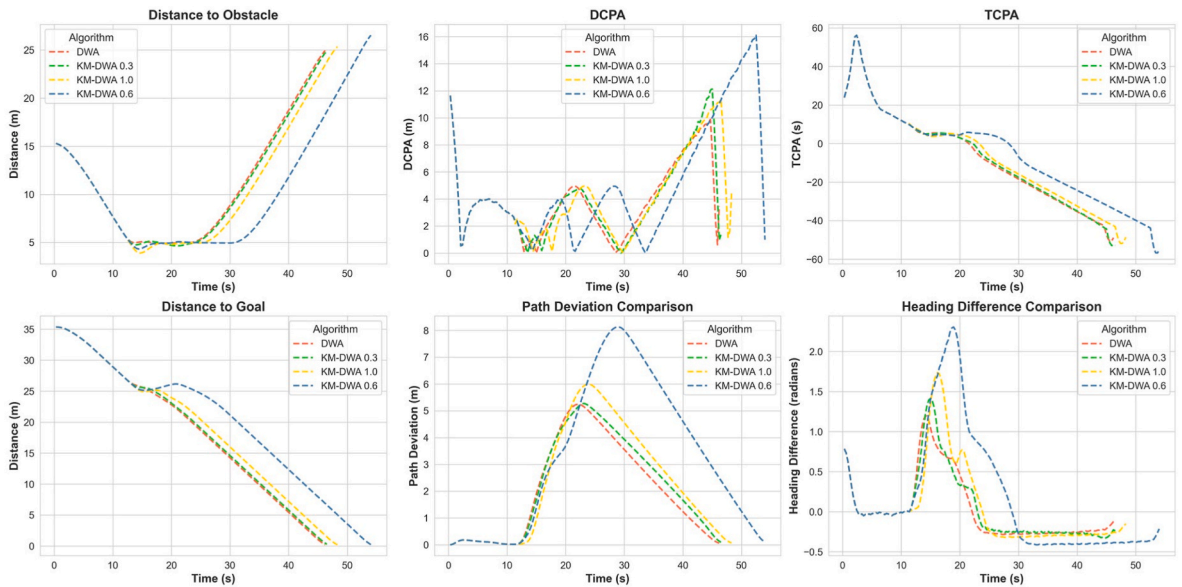 Distance to Obstacle
Distance (m)
25
20
15
10
5
Algorithm
DWA
KM-DWA 0.3
KM-DWA 1.0
KM-DWA 0.6
0 10 20 30 40 50
Time (s)
DCPA
DCPA (m)
16
14
12
10
8
6
4
2
0
Algorithm
DWA
KM-DWA 0.3
KM-DWA 1.0
KM-DWA 0.6
0 10 20 30 40 50
Time (s)
TCPA
TCPA (s)
60
40
20
0
−20
−40
−60
Algorithm
DWA
KM-DWA 0.3
KM-DWA 1.0
KM-DWA 0.6
0 10 20 30 40 50
Time (s)
Distance to Goal
Distance (m)
35
30
25
20
15
10
5
0
Algorithm
DWA
KM-DWA 0.3
KM-DWA 1.0
KM-DWA 0.6
0 10 20 30 40 50
Time (s)
Path Deviation Comparison
Path Deviation (m)
8
7
6
5
4
3
2
1
0
Algorithm
DWA
KM-DWA 0.3
KM-DWA 1.0
KM-DWA 0.6
0 10 20 30 40 50
Time (s)
Heading Difference Comparison
Heading Difference (radians)
2.0
1.5
1.0
0.5
0.0
−0.5
Algorithm
DWA
KM-DWA 0.3
KM-DWA 1.0
KM-DWA 0.6
0 10 20 30 40 50
Time (s)